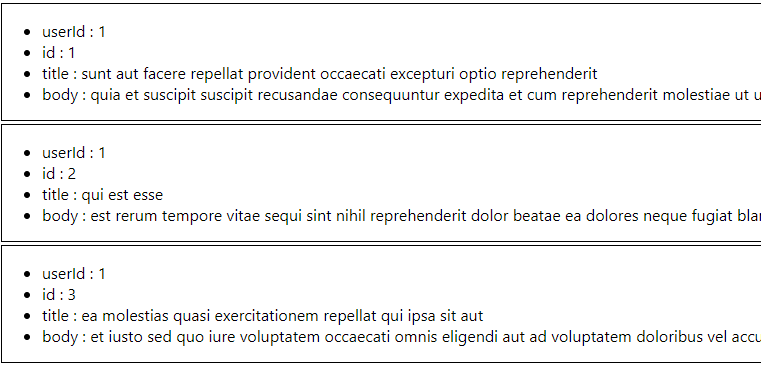 userId : 1
id : 1
title : sunt aut facere repellat provident occaecati excepturi optio reprehenderit
body : quia et suscipit suscipit recusandae consequuntur expedita et cum reprehenderit molestiae ut
userId : 1
id : 2
title : qui est esse
body : est rerum tempore vitae sequi sint nihil reprehenderit dolor beatae ea dolores neque fugiat
userId : 1
id : 3
title : ea molestias quasi exercitationem repellat qui ipsa sit aut
body : et iusto sed quo iure voluptatem occaecati omnis eligendi aut ad voluptatem doloribus vel